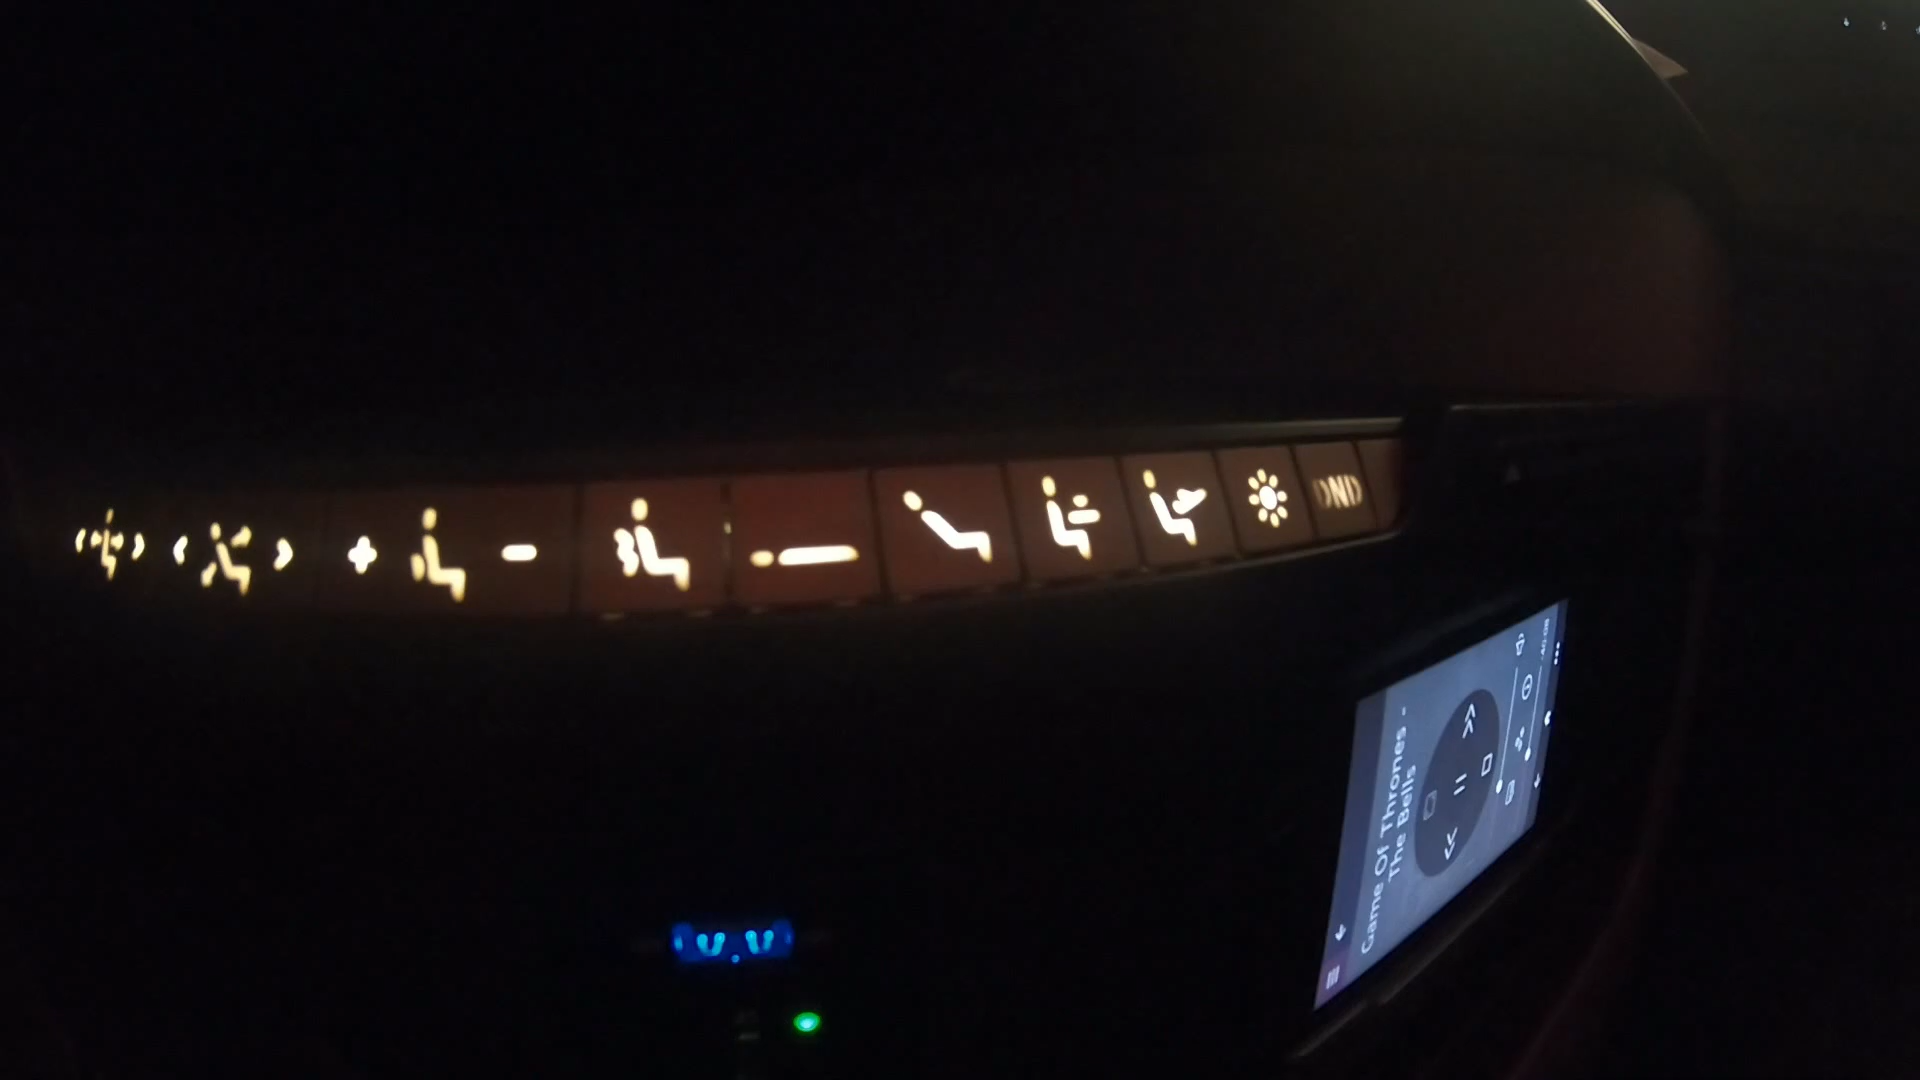 DND
Game Of Thrones -
The Bells